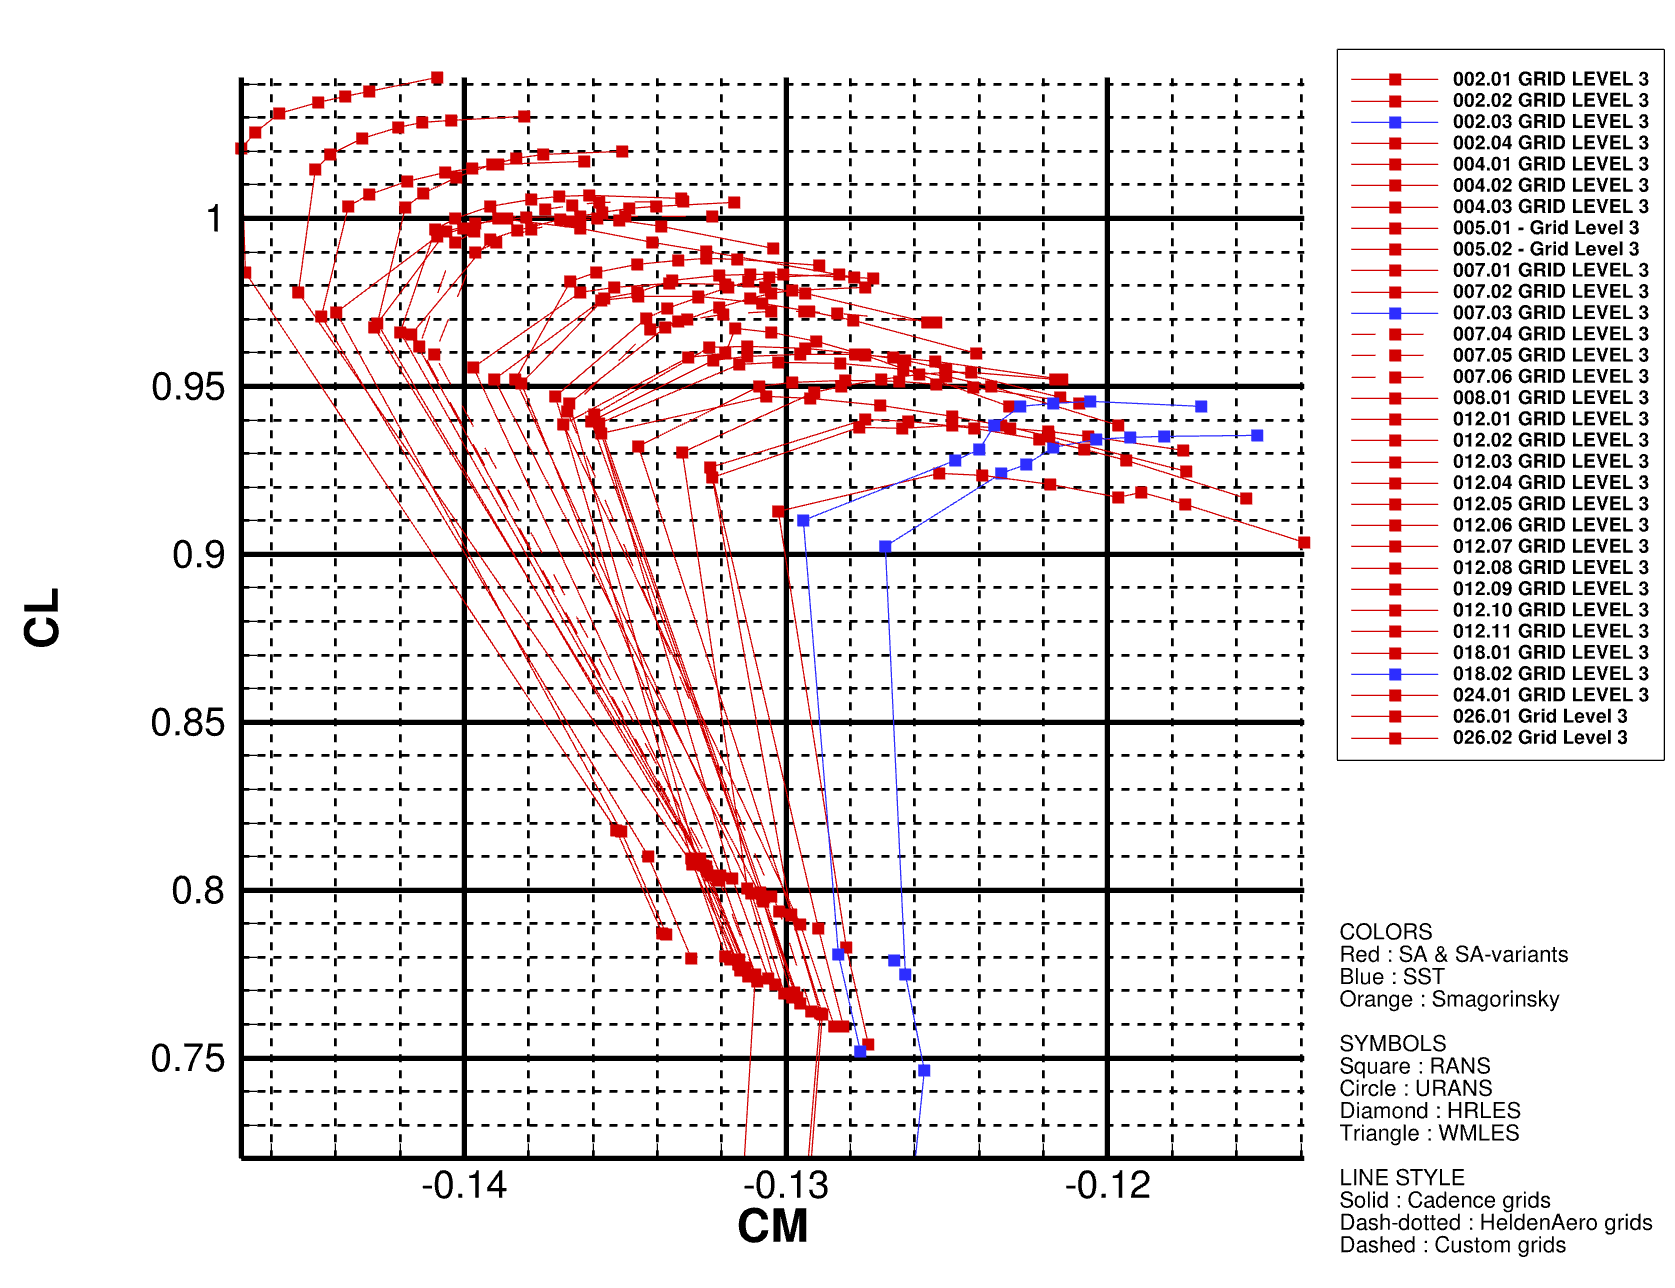 002.01 GRID LEVEL 3
002.02 GRID LEVEL 3
002.03 GRID LEVEL 3
002.04 GRID LEVEL 3
004.01 GRID LEVEL 3
004.02 GRID LEVEL 3
004.03 GRID LEVEL 3
005.01 - Grid Level 3
005.02 - Grid Level 3
007.01 GRID LEVEL 3
007.02 GRID LEVEL 3
007.03 GRID LEVEL 3
007.04 GRID LEVEL 3
007.05 GRID LEVEL 3
007.06 GRID LEVEL 3
008.01 GRID LEVEL 3
012.01 GRID LEVEL 3
012.02 GRID LEVEL 3
012.03 GRID LEVEL 3
012.04 GRID LEVEL 3
012.05 GRID LEVEL 3
012.06 GRID LEVEL 3
012.07 GRID LEVEL 3
012.08 GRID LEVEL 3
012.09 GRID LEVEL 3
012.10 GRID LEVEL 3
012.11 GRID LEVEL 3
018.01 GRID LEVEL 3
018.02 GRID LEVEL 3
024.01 GRID LEVEL 3
026.01 Grid Level 3
026.02 Grid Level 3
1
0.95
0.9
0.85
0.8
0.75
CL
-0.14
-0.13
-0.12
CM
COLORS
Red : SA & SA-variants
Blue : SST
Orange : Smagorinsky
SYMBOLS
Square : RANS
Circle : URANS
Diamond : HRLES
Triangle : WMLES
LINE STYLE
Solid : Cadence grids
Dash-dotted : HeldenAero grids
Dashed : Custom grids